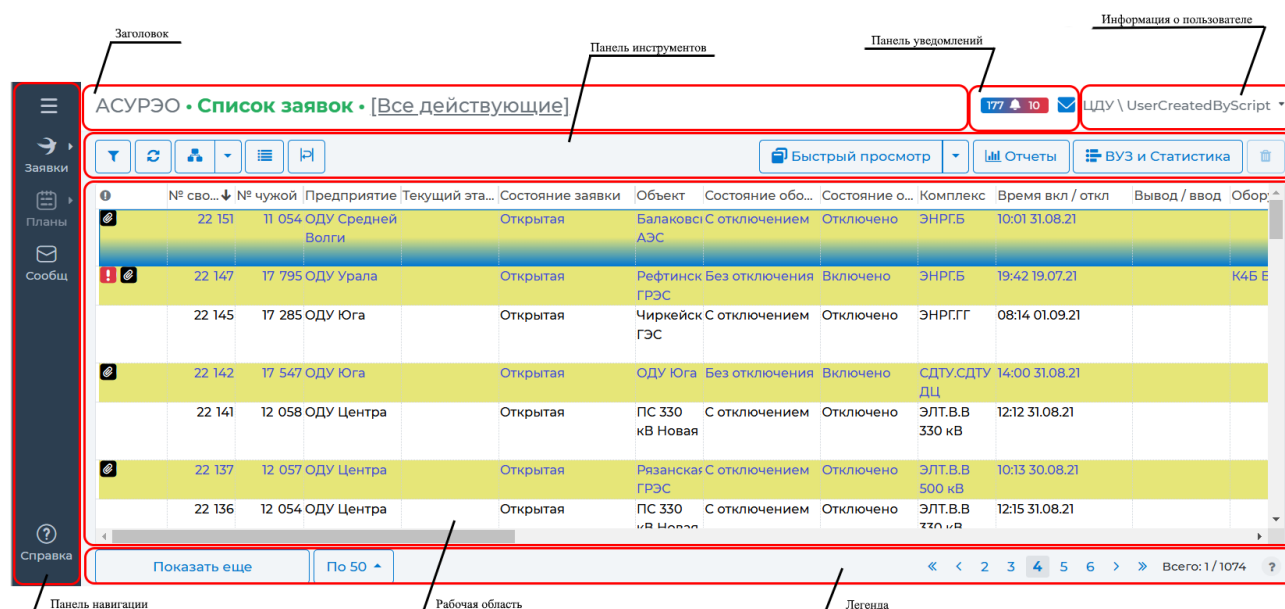 Информация о пользователе
Заголовок
Панель уведомлений
Панель инструментов
АСУРЭО • Список заявок • [Все действующие]
177 10
ЦДУ \ UserCreatedByScript
Заявки
Планы
Сообщ
Справка
Быстрый просмотр
Отчеты
ВУЗ и Статистика
№ сво... № чужой Предприятие Текущий эта... Состояние заявки Объект Состояние обо... Состояние о... Комплекс Время вкл / откл Вывод / ввод Обору
22 151 11 054 ОДУ Средней Открытая Балаковс С отключением Отключено ЭНРГ.Б 10:01 31.08.21
Волги АЭС
22 147 17 795 ОДУ Урала Открытая Рефтинск Без отключения Включено ЭНРГ.Б 19:42 19.07.21 К4Б Б
ГРЭС
22 145 17 285 ОДУ Юга Открытая Чиркейск С отключением Отключено ЭНРГ.ГГ 08:14 01.09.21
ГЭС
22 142 17 547 ОДУ Юга Открытая ОДУ Юга Без отключения Включено СДТУ.СДТУ 14:00 31.08.21
ДЦ
22 141 12 058 ОДУ Центра Открытая ПС 330 С отключением Отключено ЭЛТ.В.В 12:12 31.08.21
кВ Новая 330 кВ
22 137 12 057 ОДУ Центра Открытая Рязанская С отключением Отключено ЭЛТ.В.В 10:13 30.08.21
ГРЭС 500 кВ
22 136 12 054 ОДУ Центра Открытая ПС 330 С отключением Отключено ЭЛТ.В.В 12:15 31.08.21
кВ Новая 330 кВ
Показать еще По 50 « ‹ 2 3 4 5 6 › » Всего: 1 / 1074 ?
Панель навигации
Рабочая область
Легенда